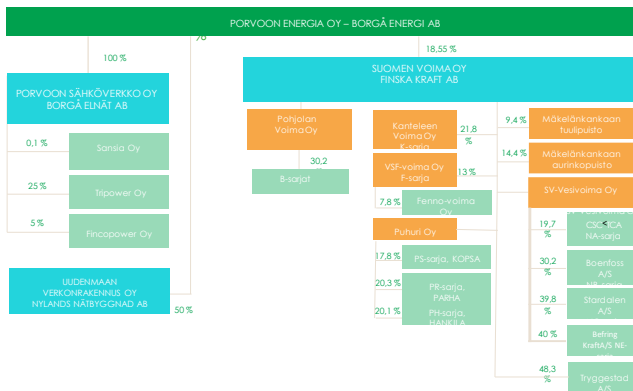 PORVOON ENERGIA OY – BORGÅ ENERGI AB
100 %
18,55 %
SUOMEN VOIMA OY
FINSKA KRAFT AB
PORVOON SÄHKÖVERKKO OY
BORGÅ ELNÄT AB
0,1 %
Sansia Oy
25 %
Tripower Oy
5 %
Fincopower Oy
UUDENMAAN
VERKONRAKENNUS OY
NYLANDS NÄTBYGGNAD AB
50 %
Pohjolan
Voima Oy
30,2
B-sarjat
Kanteleen
Voima Oy
K-sarja
21,8
%
VSF-voima Oy
F-sarja
13 %
7,8 %
Fenno-voima
Oy
Puhuri Oy
17,8 %
PS-sarja, KOPSA
20,3 %
PR-sarja,
PARHA
20,1 %
PH-sarja,
HANKILA
9,4 %
Mäkelänkankaan
tuulipuisto
14,4 %
Mäkelänkankaan
aurinkopuisto
SV-Vesivoima Oy
19,7
%
NA-sarja
30,2
%
Boenfoss
A/S
39,8
%
Stardalen
A/S
40 %
Befring
KraftA/S NE-
48,3
%
Tryggestad
A/S